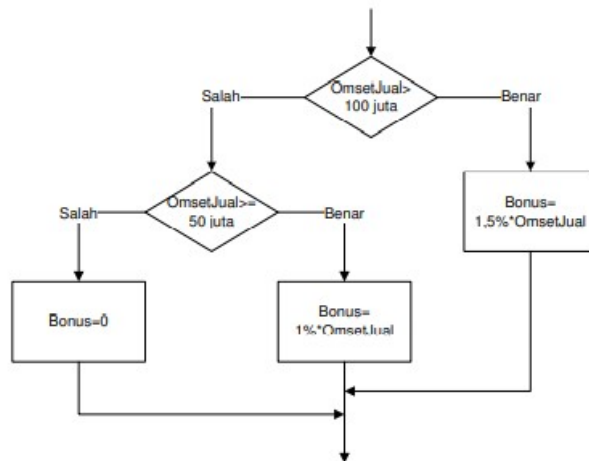 OmsetJual>
100 juta
Salah
Benar
OmsetJual>=
50 juta
Salah
Benar
Bonus=
1,5%*OmsetJual
Bonus=0
Bonus=
1%*OmsetJual